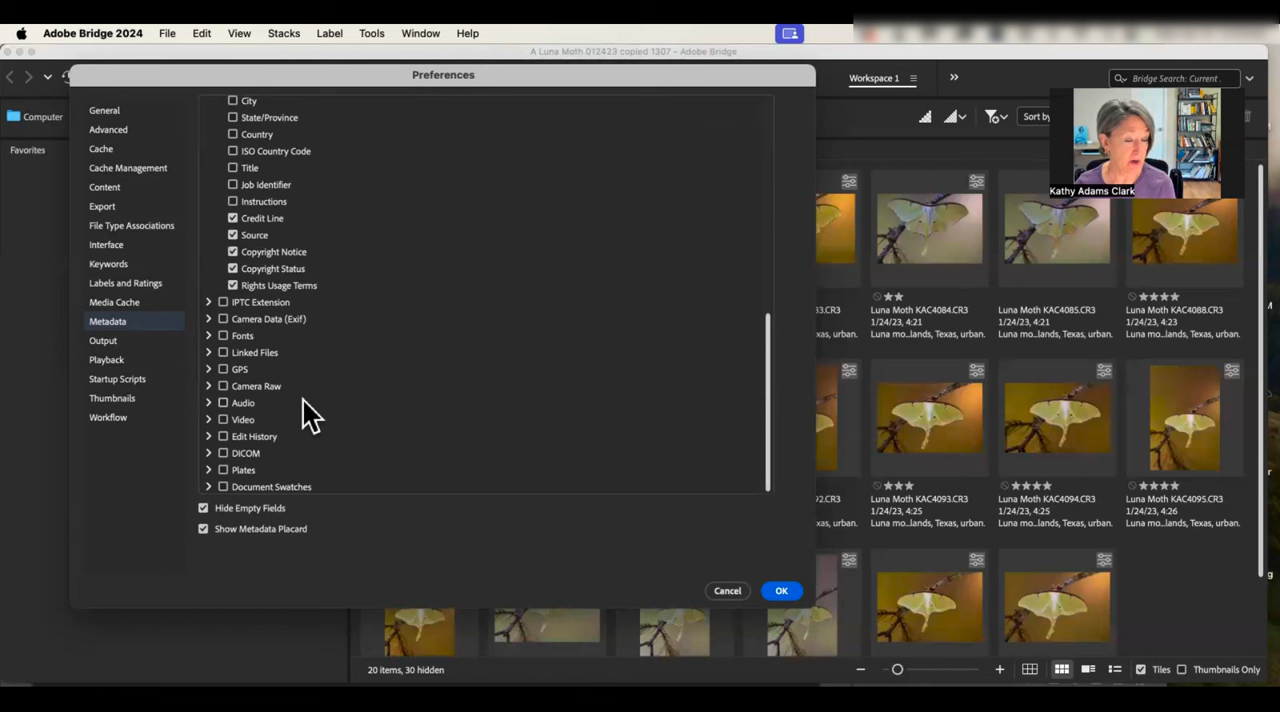 Adobe Bridge 2024 File Edit View Stacks Label Tools Window Help
A Luna Moth 012423 copied 1307 - Adobe Bridge
Preferences
Workspace 1
Bridge Search: Current
Computer
Sort by
Favorites
General
Advanced
Cache
Cache Management
Content
Export
File Type Associations
Interface
Keywords
Labels and Ratings
Media Cache
Metadata
Output
Playback
Startup Scripts
Thumbnails
Workflow
City
State/Province
Country
ISO Country Code
Title
Job Identifier
Instructions
Credit Line
Source
Copyright Notice
Copyright Status
Rights Usage Terms
IPTC Extension
Camera Data (Exif)
Fonts
Linked Files
GPS
Camera Raw
Audio
Video
Edit History
DICOM
Plates
Document Swatches
Hide Empty Fields
Show Metadata Placard
Cancel OK
Kathy Adams Clark
83.CR3 Luna Moth KAC4084.CR3 Luna Moth KAC4085.CR3 Luna Moth KAC4088.CR3
1/24/23, 4:21 1/24/23, 4:21 1/24/23, 4:23
Texas, urban. Luna mo...lands, Texas, urban. Luna mo...lands, Texas, urban. Luna mo...lands, Texas, urban.
92.CR3 Luna Moth KAC4093.CR3 Luna Moth KAC4094.CR3 Luna Moth KAC4095.CR3
1/24/23, 4:25 1/24/23, 4:25 1/24/23, 4:26
Texas, urban. Luna mo...lands, Texas, urban. Luna mo...lands, Texas, urban. Luna mo...lands, Texas, urban.
20 items, 30 hidden
Tiles Thumbnails Only